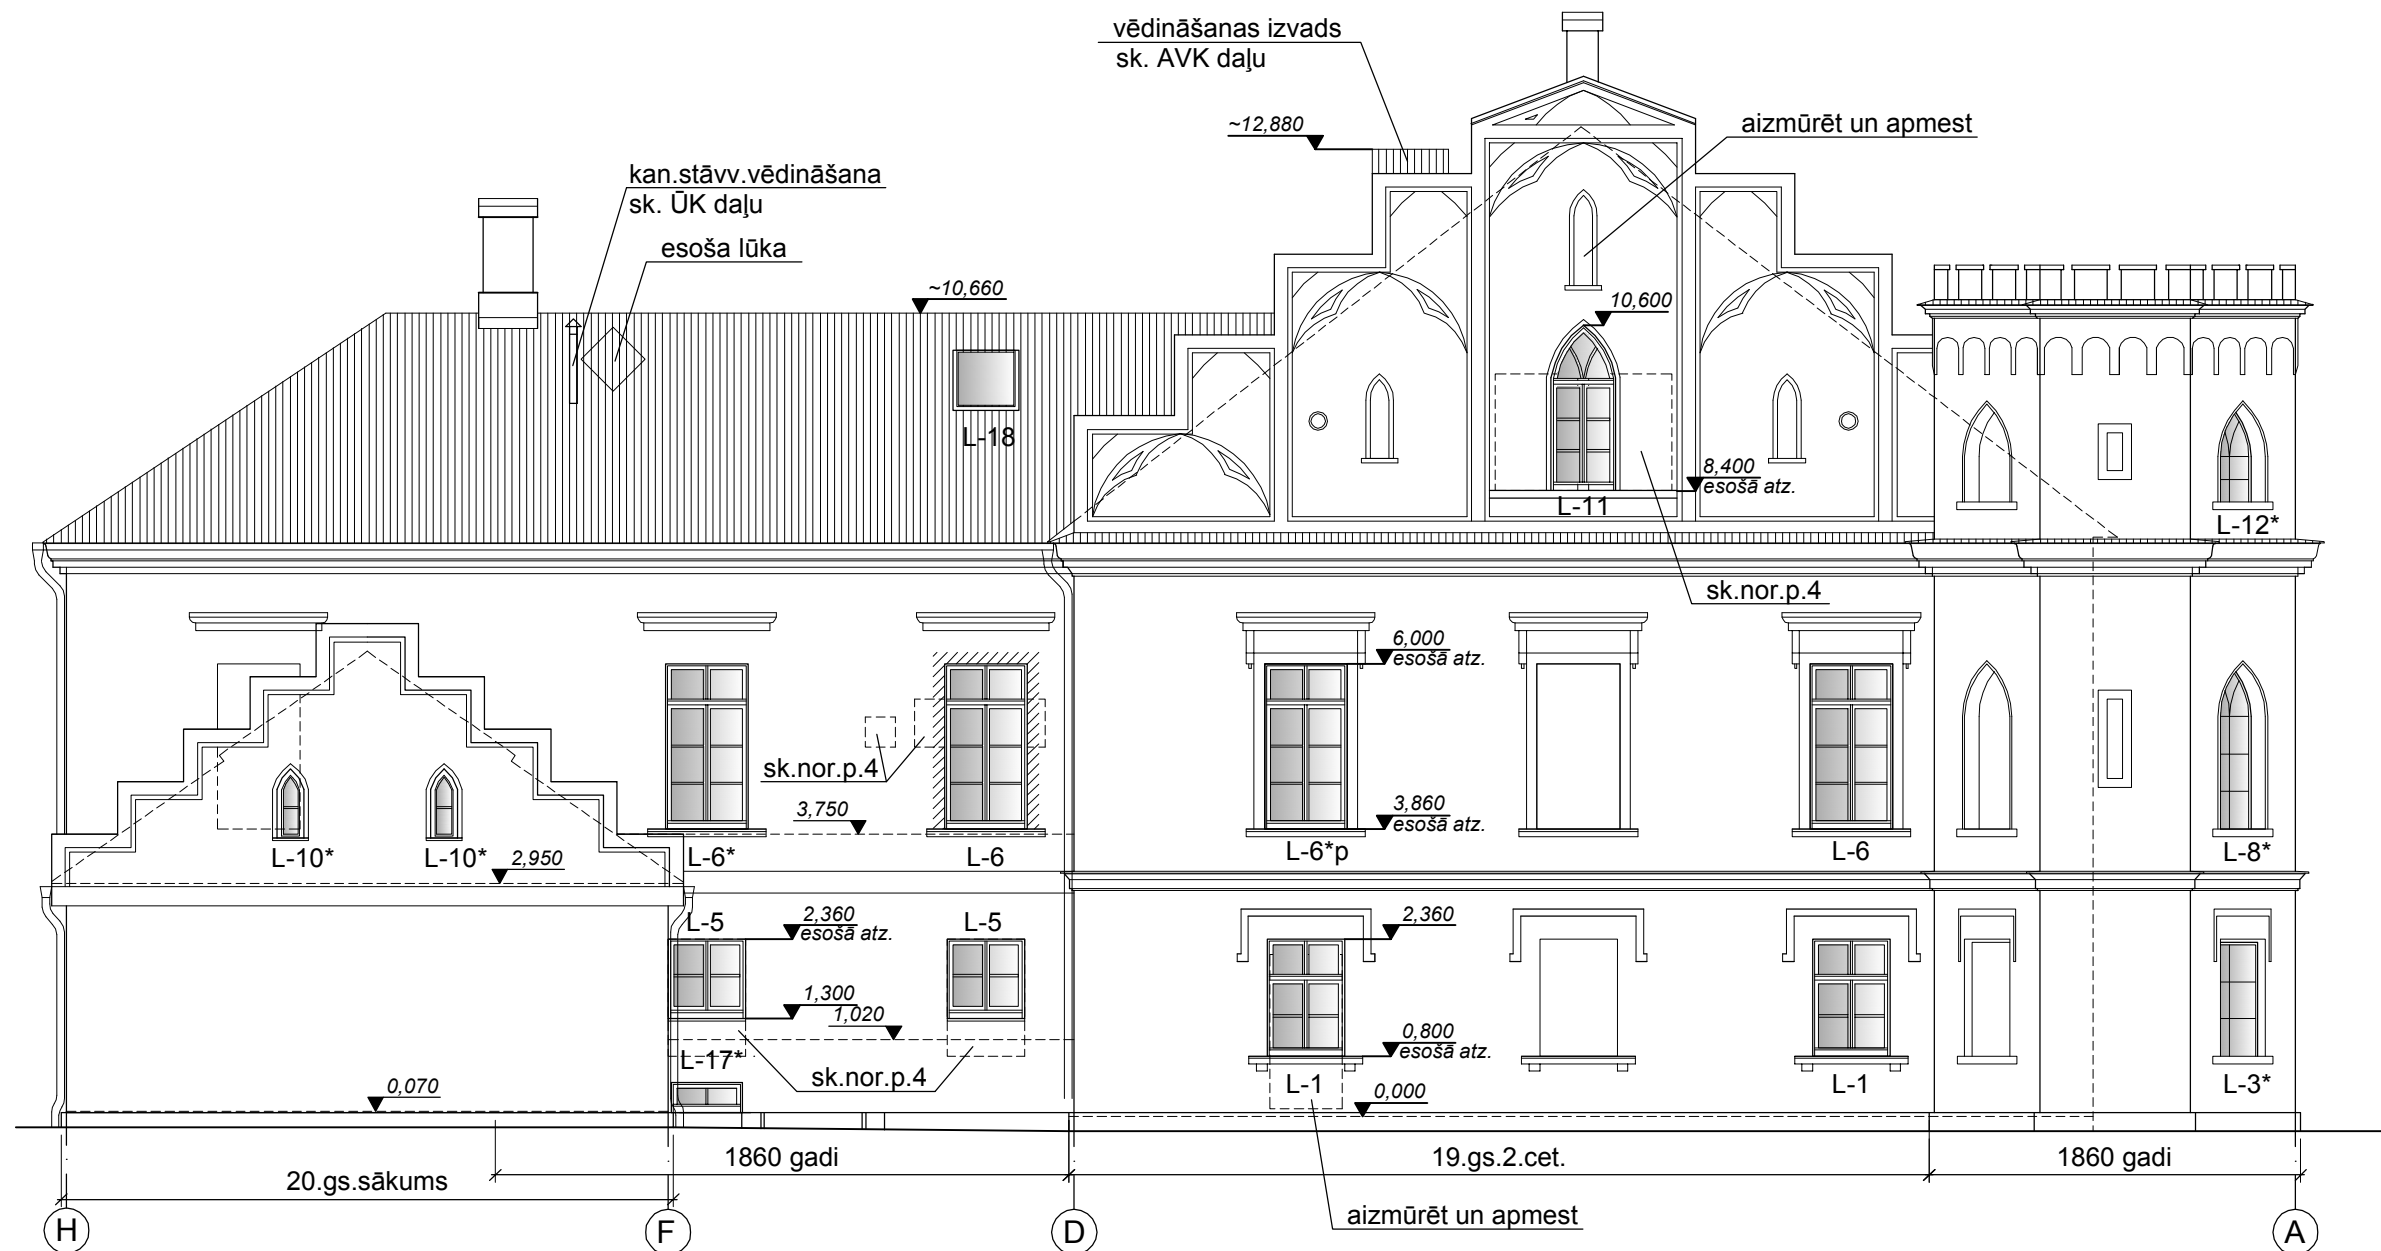 vēdināšanas izvads
sk. AVK daļu
~12,880
aizmūrēt un apmest
kan.stāvv.vēdināšana
sk. ŪK daļu
esoša lūka
~10,660
10,600
L-18
8,400
esošā atz.
L-11
L-12*
sk.nor.p.4
6,000
esošā atz.
sk.nor.p.4
3,750
3,860
esošā atz.
L-10*
L-10*
2,950
L-6*
L-6
L-6*p
L-6
L-8*
L-5
2,360
esošā atz.
L-5
2,360
1,300
1,020
0,800
esošā atz.
L-17*
sk.nor.p.4
L-1
L-1
L-3*
0,070
0,000
1860 gadi
19.gs.2.cet.
1860 gadi
20.gs.sākums
aizmūrēt un apmest
H
F
D
A